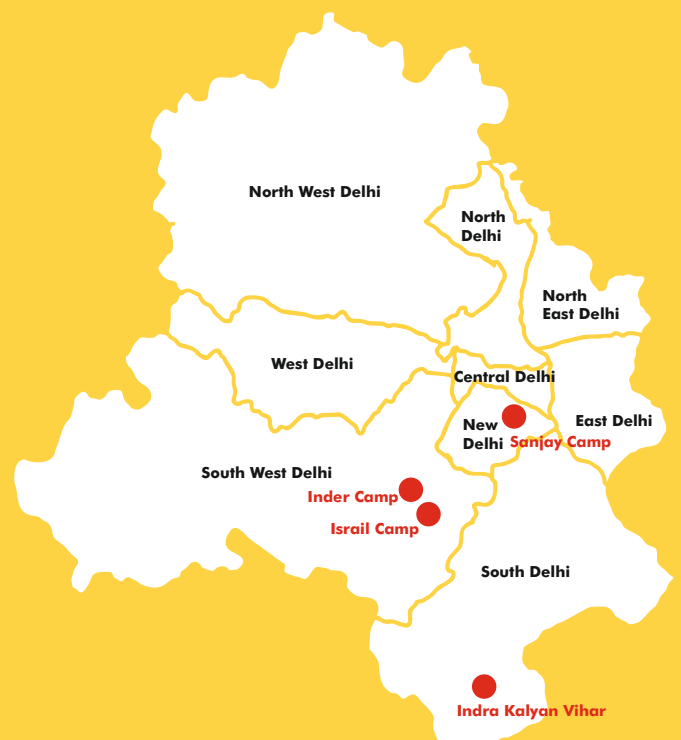 North West Delhi
North
Delhi
North
East Delhi
West Delhi
Central Delhi
New
Delhi
East Delhi
Sanjay Camp
South West Delhi
Inder Camp
Israil Camp
South Delhi
Indra Kalyan Vihar